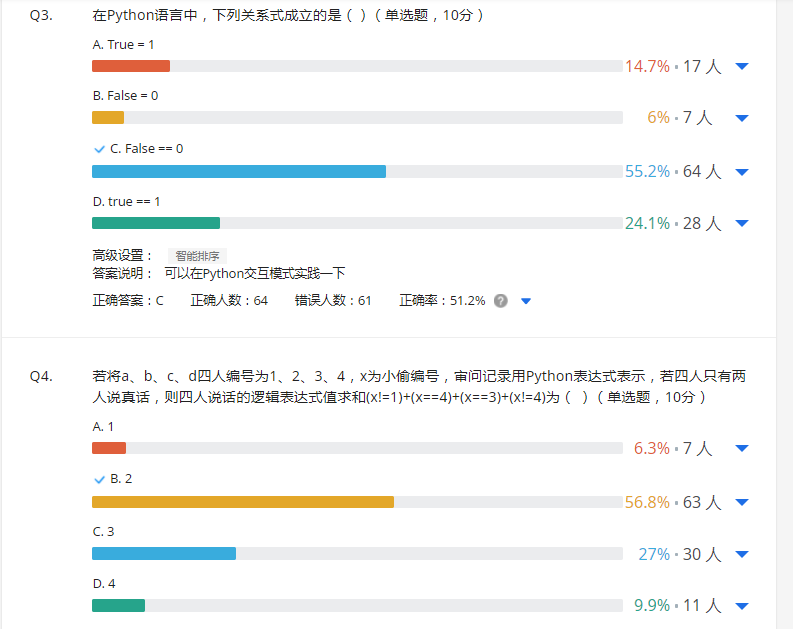 Q3. 在Python语言中，下列关系式成立的是（ ）（ 单选题，10分 ）
A. True = 1
14.7% • 17 人
B. False = 0
6% • 7 人
C. False == 0
55.2% • 64 人
D. true == 1
24.1% • 28 人
高级设置： 智能排序
答案说明： 可以在Python交互模式实践一下
正确答案：C 正确人数：64 错误人数：61 正确率：51.2% ?
Q4. 若将a、b、c、d四人编号为1、2、3、4，x为小偷编号，审问记录用Python表达式表示，若四人只有两
人说真话，则四人说话的逻辑表达式值求和(x!=1)+(x==4)+(x==3)+(x!=4)为（ ）（ 单选题，10分 ）
A. 1
6.3% • 7 人
B. 2
56.8% • 63 人
C. 3
27% • 30 人
D. 4
9.9% • 11 人